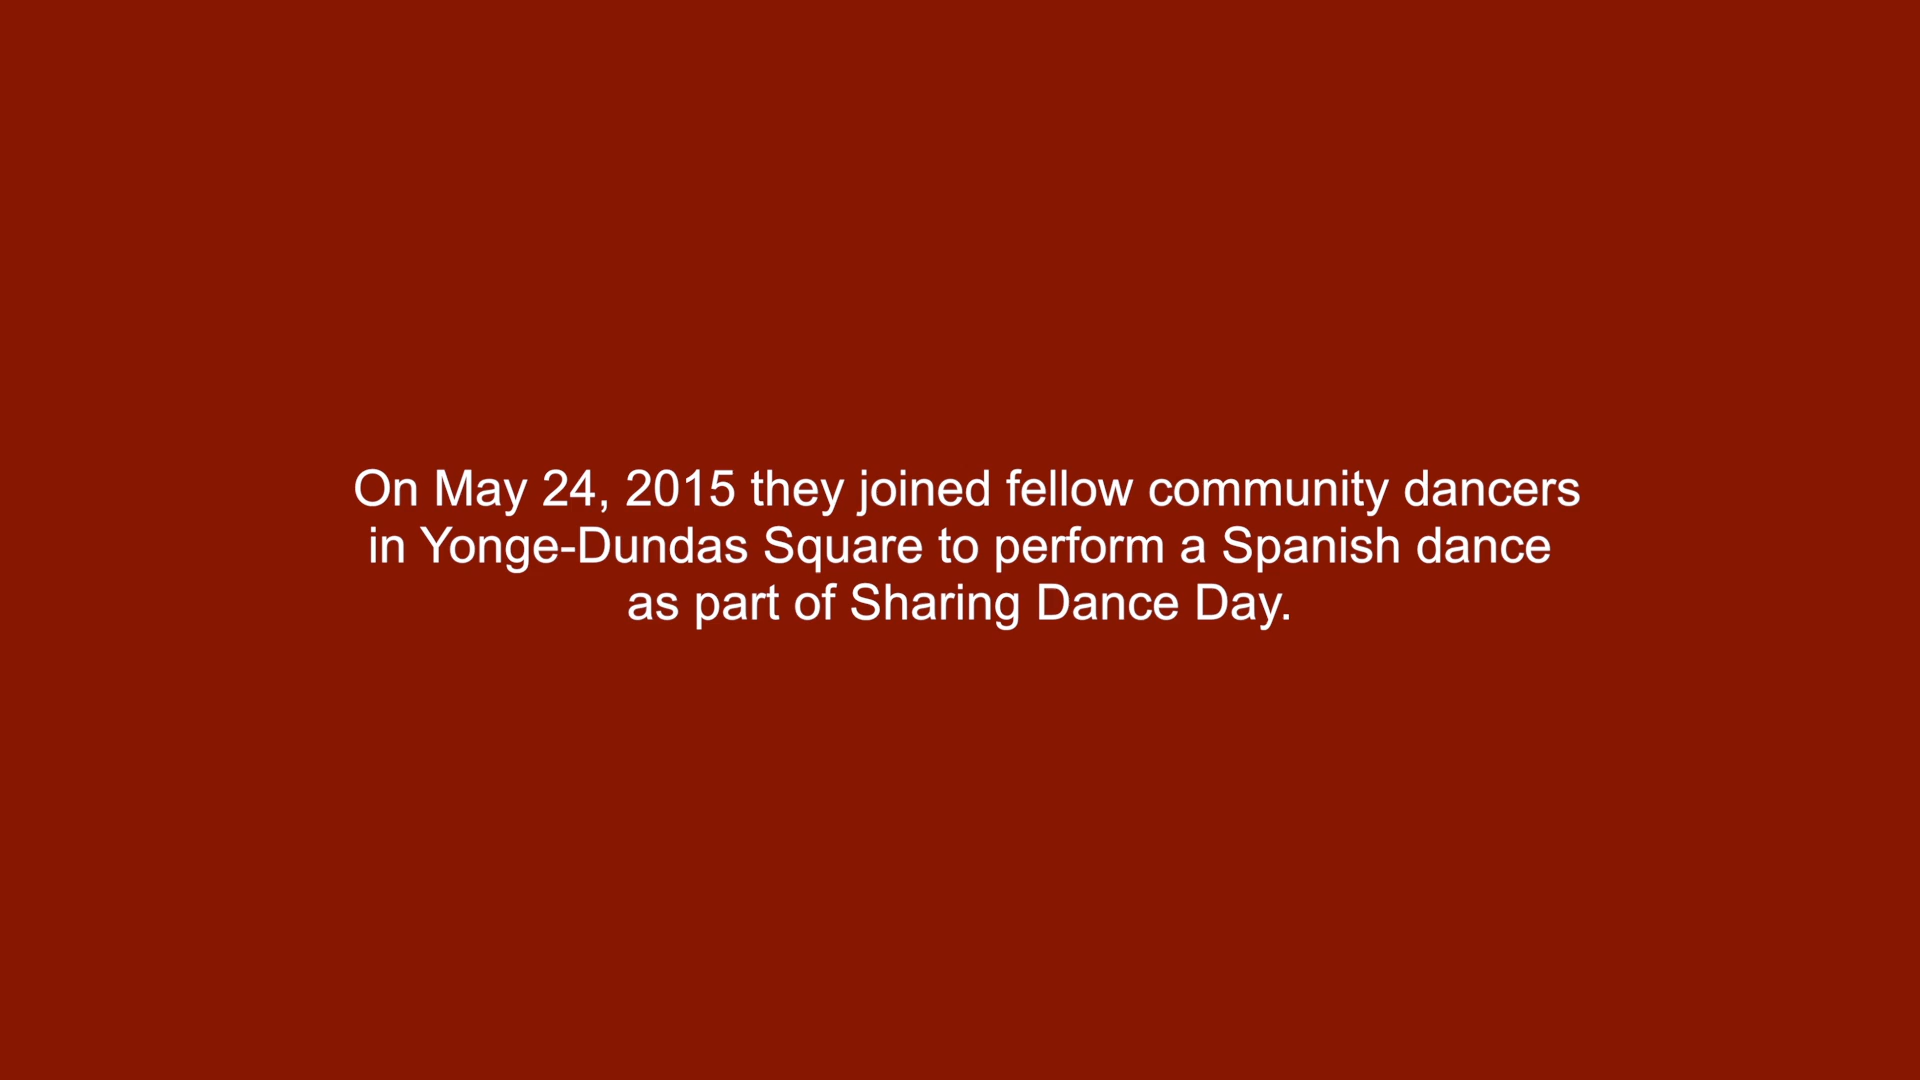 On May 24, 2015 they joined fellow community dancers
in Yonge-Dundas Square to perform a Spanish dance
as part of Sharing Dance Day.